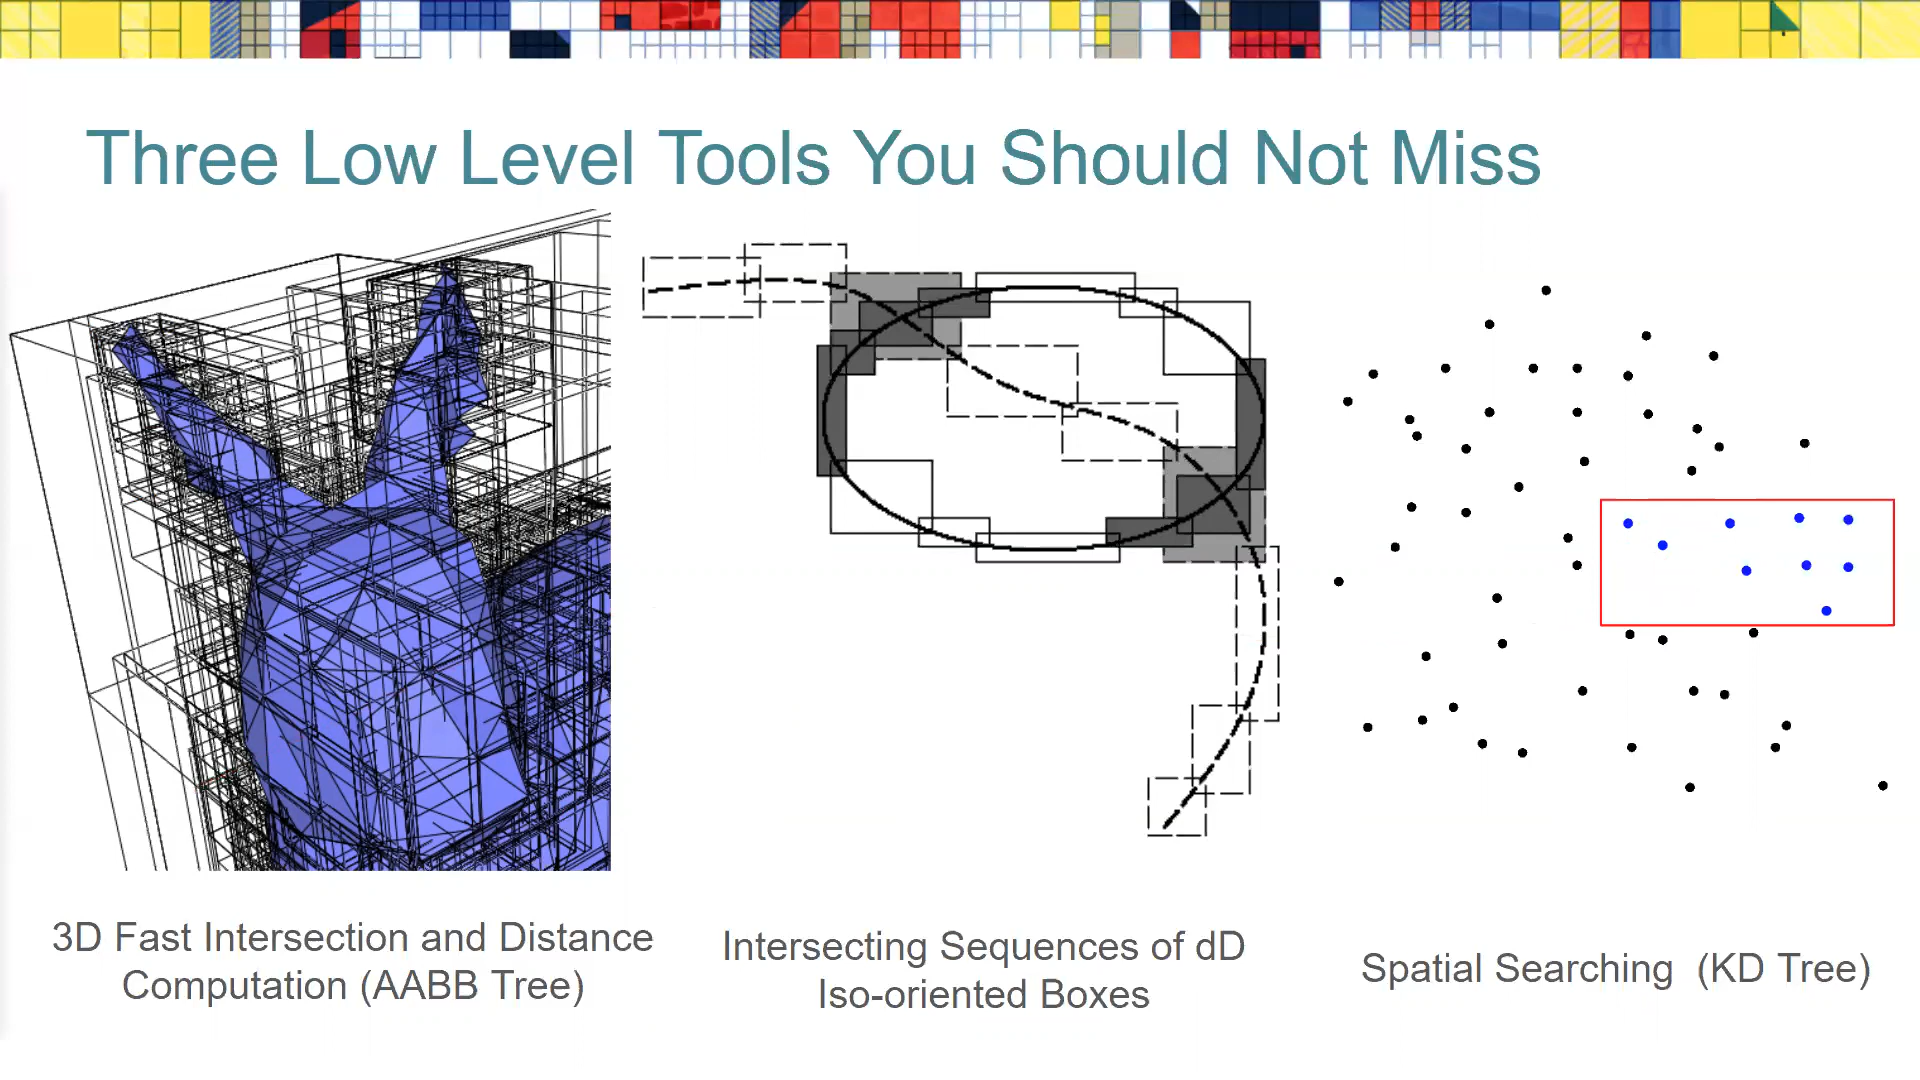 Three Low Level Tools You Should Not Miss
3D Fast Intersection and Distance
Computation (AABB Tree)
Intersecting Sequences of dD
Iso-oriented Boxes
Spatial Searching  (KD Tree)